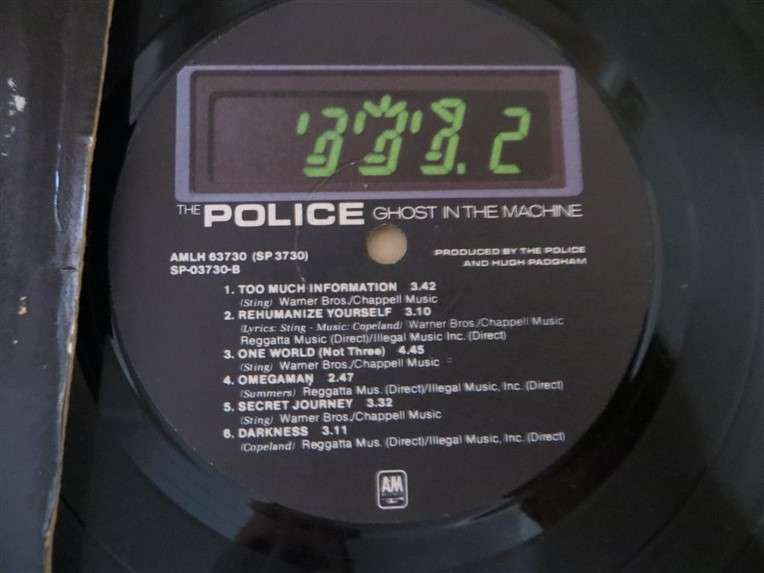 THE POLICE GHOST IN THE MACHINE
AMLH 63730 (SP 3730)
SP-03730-B
PRODUCED BY THE POLICE
AND HUGH PADGHAM
1. TOO MUCH INFORMATION 3.42
(Sting) Warner Bros./Chappell Music
2. REHUMANIZE YOURSELF 3.10
(Lyrics: Sting - Music: Copeland) Warner Bros./Chappell Music
Reggatta Music (Direct)/Illegal Music Inc. (Direct)
3. ONE WORLD (Not Three) 4.45
(Sting) Warner Bros./Chappell Music
4. OMEGAMAN 2.47
(Summers) Reggatta Mus. (Direct)/Illegal Music, Inc. (Direct)
5. SECRET JOURNEY 3.32
(Sting) Warner Bros./Chappell Music
6. DARKNESS 3.11
(Copeland) Reggatta Mus. (Direct)/Illegal Music, Inc. (Direct)
AM